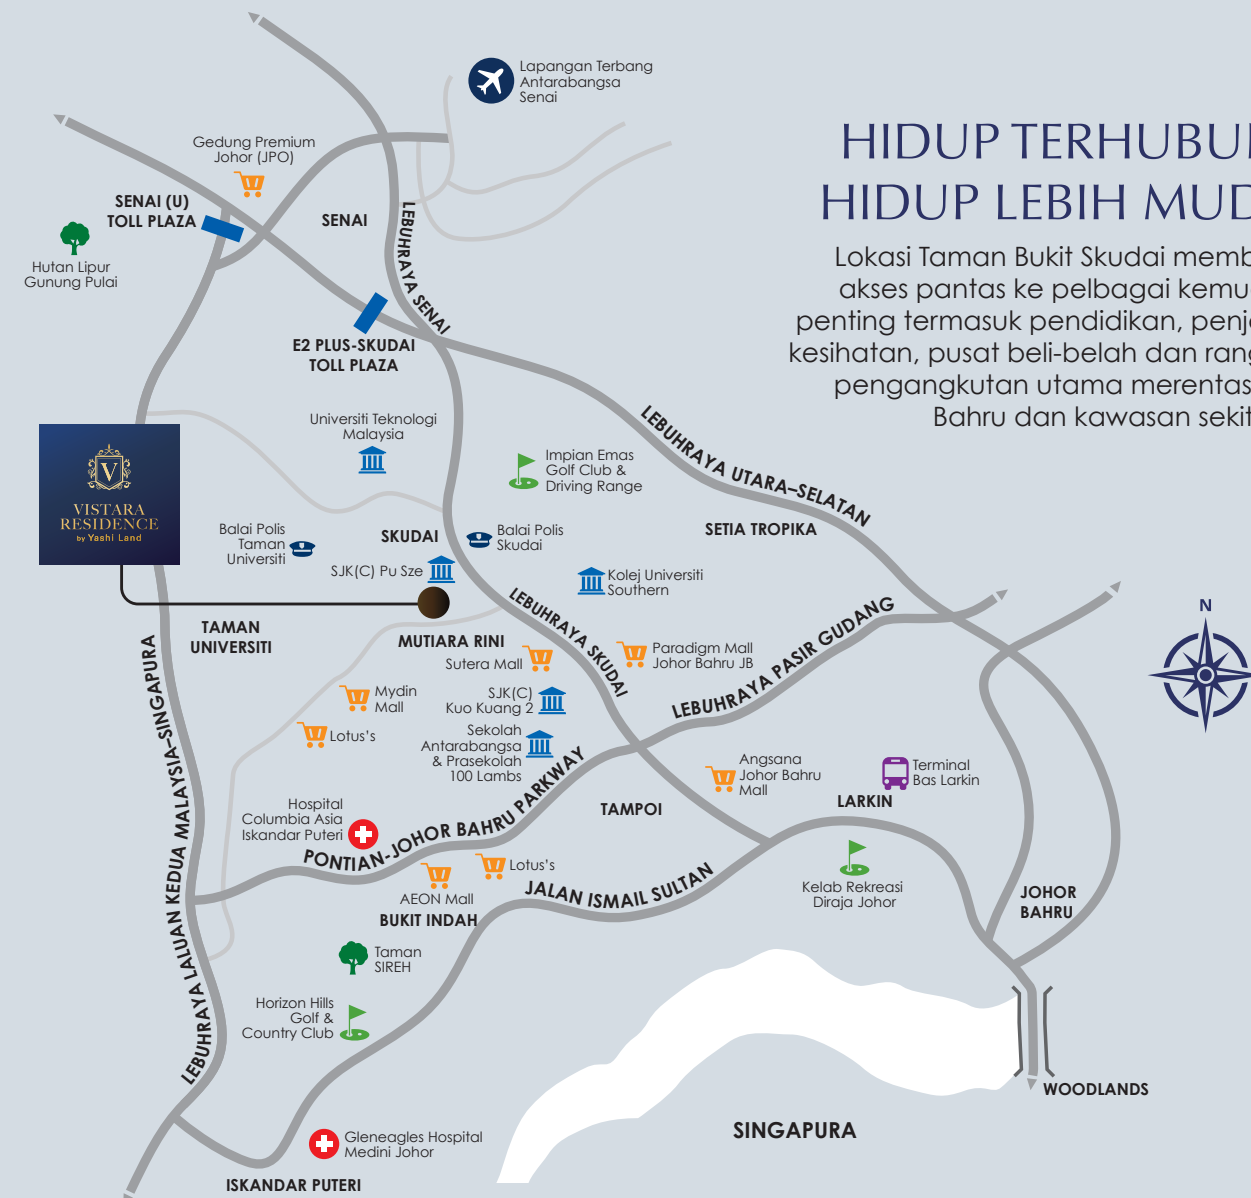 Lapangan Terbang
Antarabangsa
Senai
HIDUP TERHUBU
HIDUP LEBIH MUD
Lokasi Taman Bukit Skudai memb
akses pantas ke pelbagai kemu
penting termasuk pendidikan, penj
kesihatan, pusat beli-belah dan rang
pengangkutan utama merentas
Bahru dan kawasan sekit
Gedung Premium
Johor (JPO)
SENAI (U)
TOLL PLAZA
SENAI
LEBUHRAYA SENAI
Hutan Lipur
Gunung Pulai
E2 PLUS-SKUDAI
TOLL PLAZA
Universiti Teknologi
Malaysia
LEBUHRAYA UTARA–SELATAN
Impian Emas
Golf Club &
Driving Range
V
VISTARA
RESIDENCE
by Yashi Land
Balai Polis
Taman
Universiti
SKUDAI
Balai Polis
Skudai
SETIA TROPIKA
SJK(C) Pu Sze
Kolej Universiti
Southern
LEBUHRAYA SKUDAI
LEBUHRAYA PASIR GUDANG
N
TAMAN
UNIVERSITI
MUTIARA RINI
Sutera Mall
Paradigm Mall
Johor Bahru JB
LEBUHRAYA LALUAN KEDUA MALAYSIA–SINGAPURA
Mydin
Mall
SJK(C)
Kuo Kuang 2
Lotus's
Sekolah
Antarabangsa
& Prasekolah
100 Lambs
Angsana
Johor Bahru
Mall
Terminal
Bas Larkin
LARKIN
TAMPOI
Hospital
Columbia Asia
Iskandar Puteri
PONTIAN-JOHOR BAHRU PARKWAY
Lotus's
AEON Mall
BUKIT INDAH
JALAN ISMAIL SULTAN
Kelab Rekreasi
Diraja Johor
JOHOR
BAHRU
Taman
SIREH
Horizon Hills
Golf &
Country Club
WOODLANDS
SINGAPURA
Gleneagles Hospital
Medini Johor
ISKANDAR PUTERI